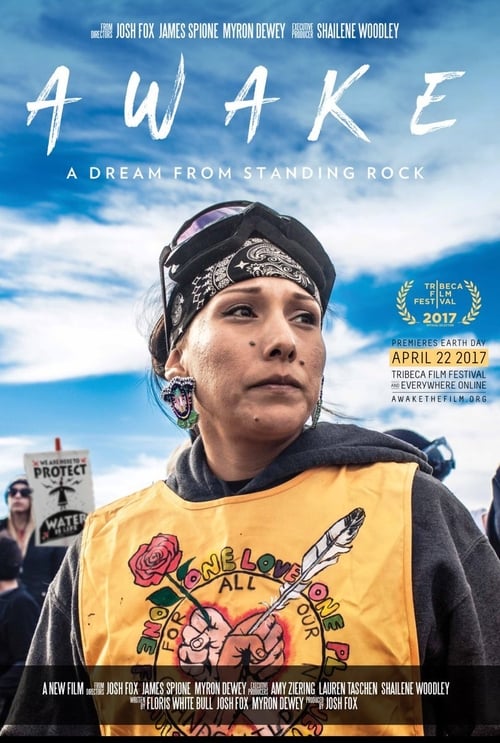 FROM DIRECTORS JOSH FOX JAMES SPIONE MYRON DEWEY EXECUTIVE PRODUCER SHAILENE WOODLEY
AWAKE
A DREAM FROM STANDING ROCK
TRIBECA
FILM
FESTIVAL
2017
PREMIERES EARTH DAY
APRIL 22 2017
TRIBECA FILM FESTIVAL
AND EVERYWHERE ONLINE
AWAKETHEFILM.ORG
WE ARE HERE TO
PROTECT
WATER
IS LIFE
ONE LOVE ONE
FOR ALL OUR
A NEW FILM FROM DIRECTORS JOSH FOX JAMES SPIONE MYRON DEWEY EXECUTIVE PRODUCERS AMY ZIERING LAUREN TASCHEN SHAILENE WOODLEY
WRITTEN BY FLORIS WHITE BULL JOSH FOX MYRON DEWEY PRODUCED BY JOSH FOX